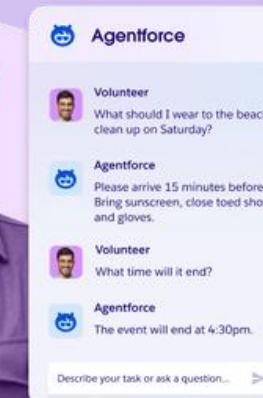 Agentforce
Volunteer
What should I wear to the beach
clean up on Saturday?
Agentforce
Please arrive 15 minutes before
Bring sunscreen, close toed
and gloves.
Volunteer
What time will it end?
Agentforce
The event will end at 4:30pm.
Describe your task or ask a question...